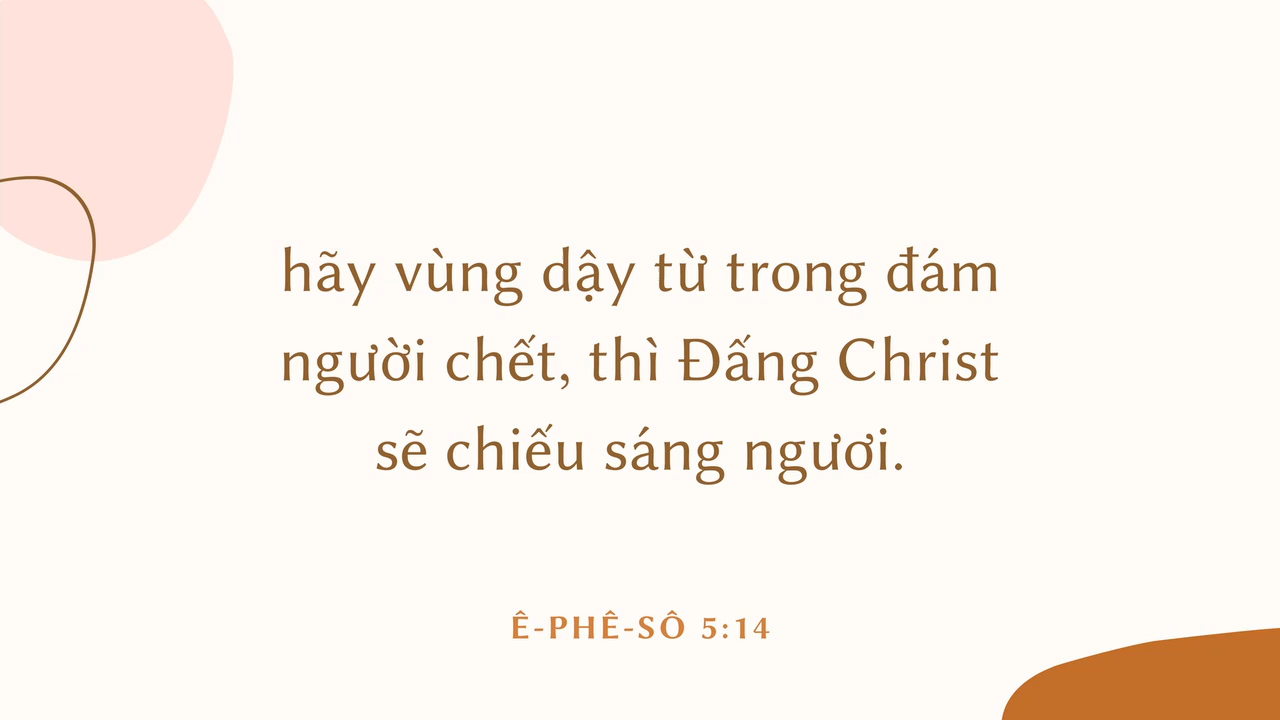 hãy vùng dậy từ trong đám
người chết, thì Đấng Christ
sẽ chiếu sáng ngươi.
Ê-PHÊ-SÔ 5:14